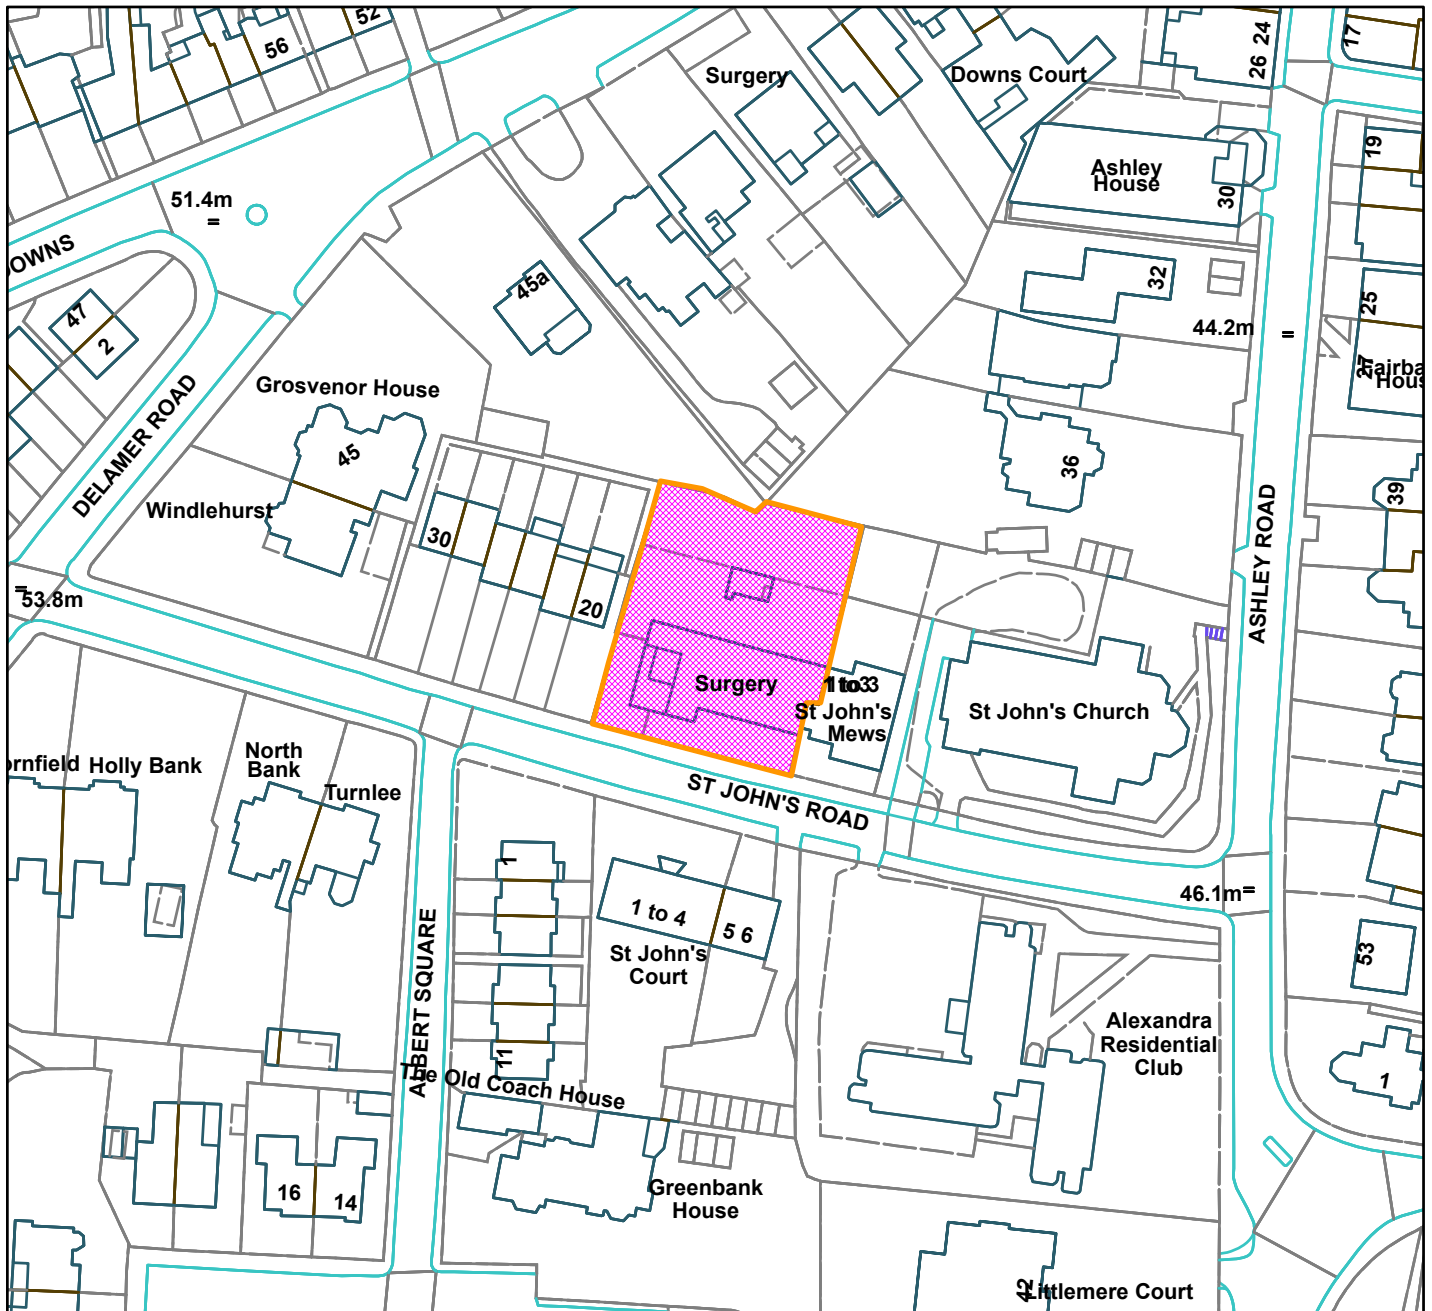 52
56
Surgery
Downs Court
26 24
17
51.4m
Ashley
House
30
19
DOWNS
45a
32
25
47
2
44.2m
27
Grosvenor House
DELAMER ROAD
45
36
39
Windlehurst
30
20
ASHLEY ROAD
53.8m
Surgery
1 to 3
St John's
Mews
St John's Church
North
Bank
Holly Bank
Turnlee
ST JOHN'S ROAD
1
1 to 4
5 6
46.1m
St John's
Court
53
ALBERT SQUARE
Alexandra
Residential
Club
11
The Old Coach House
1
16
14
Greenbank
House
42
Littlemere Court